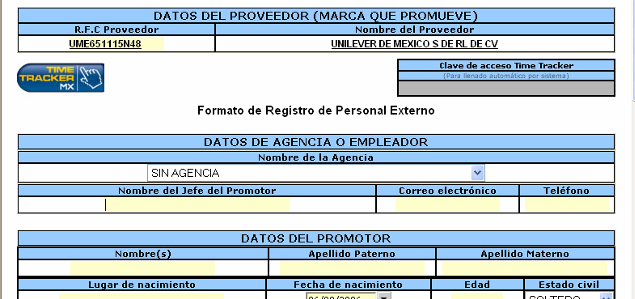 DATOS DEL PROVEEDOR (MARCA QUE PROMUEVE)
R.F.C Proveedor Nombre del Proveedor
UME651115N48 UNILEVER DE MEXICO S DE RL DE CV
TIME TRACKER MX
Clave de acceso Time Tracker
(Para llenado automático por sistema)
Formato de Registro de Personal Externo
DATOS DE AGENCIA O EMPLEADOR
Nombre de la Agencia
SIN AGENCIA
Nombre del Jefe del Promotor Correo electrónico Teléfono
DATOS DEL PROMOTOR
Nombre(s) Apellido Paterno Apellido Materno
Lugar de nacimiento Fecha de nacimiento Edad Estado civil
SOLTERO